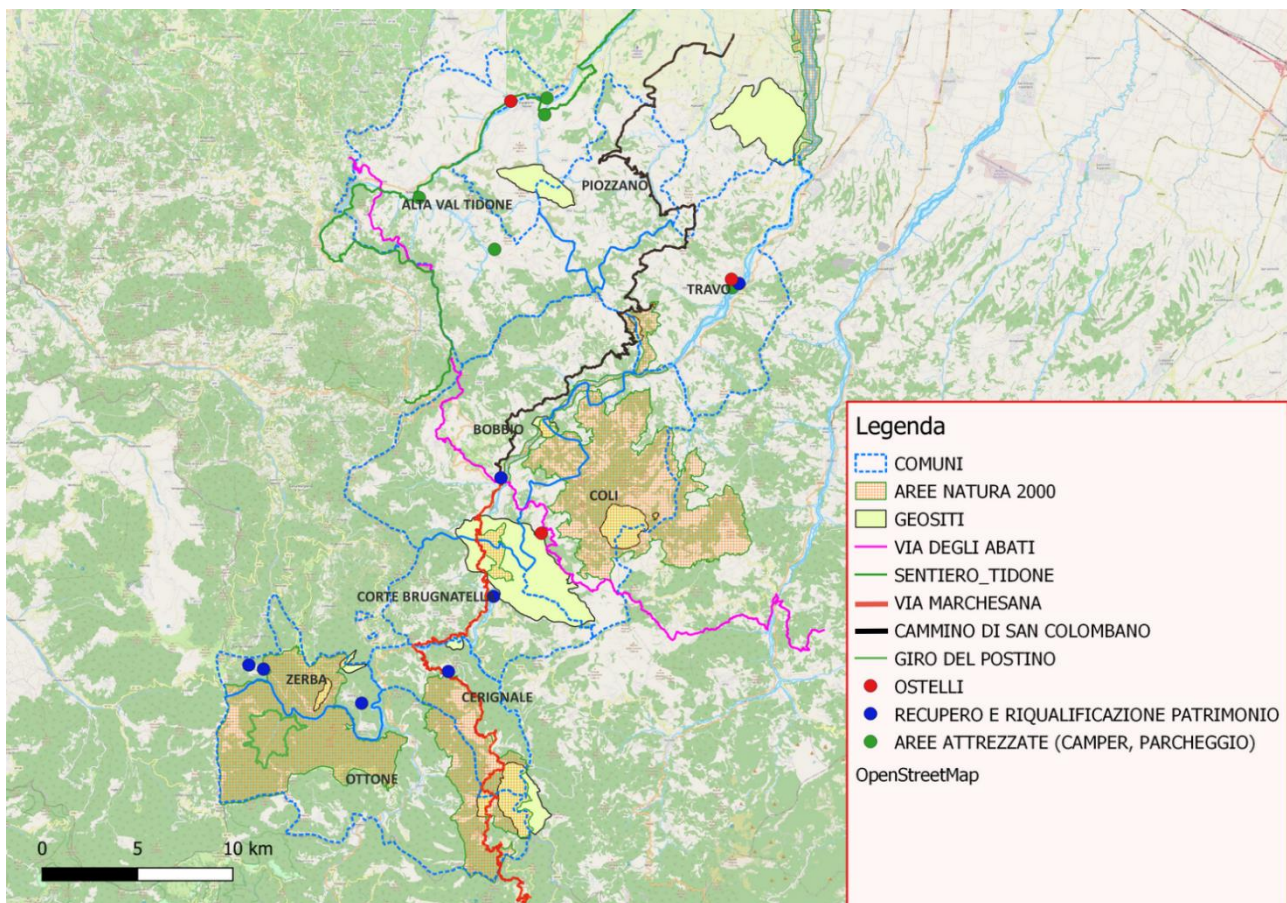 PIOZZANO
ALTA VAL TIDONE
TRAVO
BOBBIO
COLI
CORTE BRUGNATELL
ZERBA
CERIGNALE
OTTONE
0 5 10 km
Legenda
COMUNI
AREE NATURA 2000
GEOSITI
VIA DEGLI ABATI
SENTIERO_TIDONE
VIA MARCHESANA
CAMMINO DI SAN COLOMBANO
GIRO DEL POSTINO
OSTELLI
RECUPERO E RIQUALIFICAZIONE PATRIMONIO
AREE ATTREZZATE (CAMPER, PARCHEGGIO)
OpenStreetMap